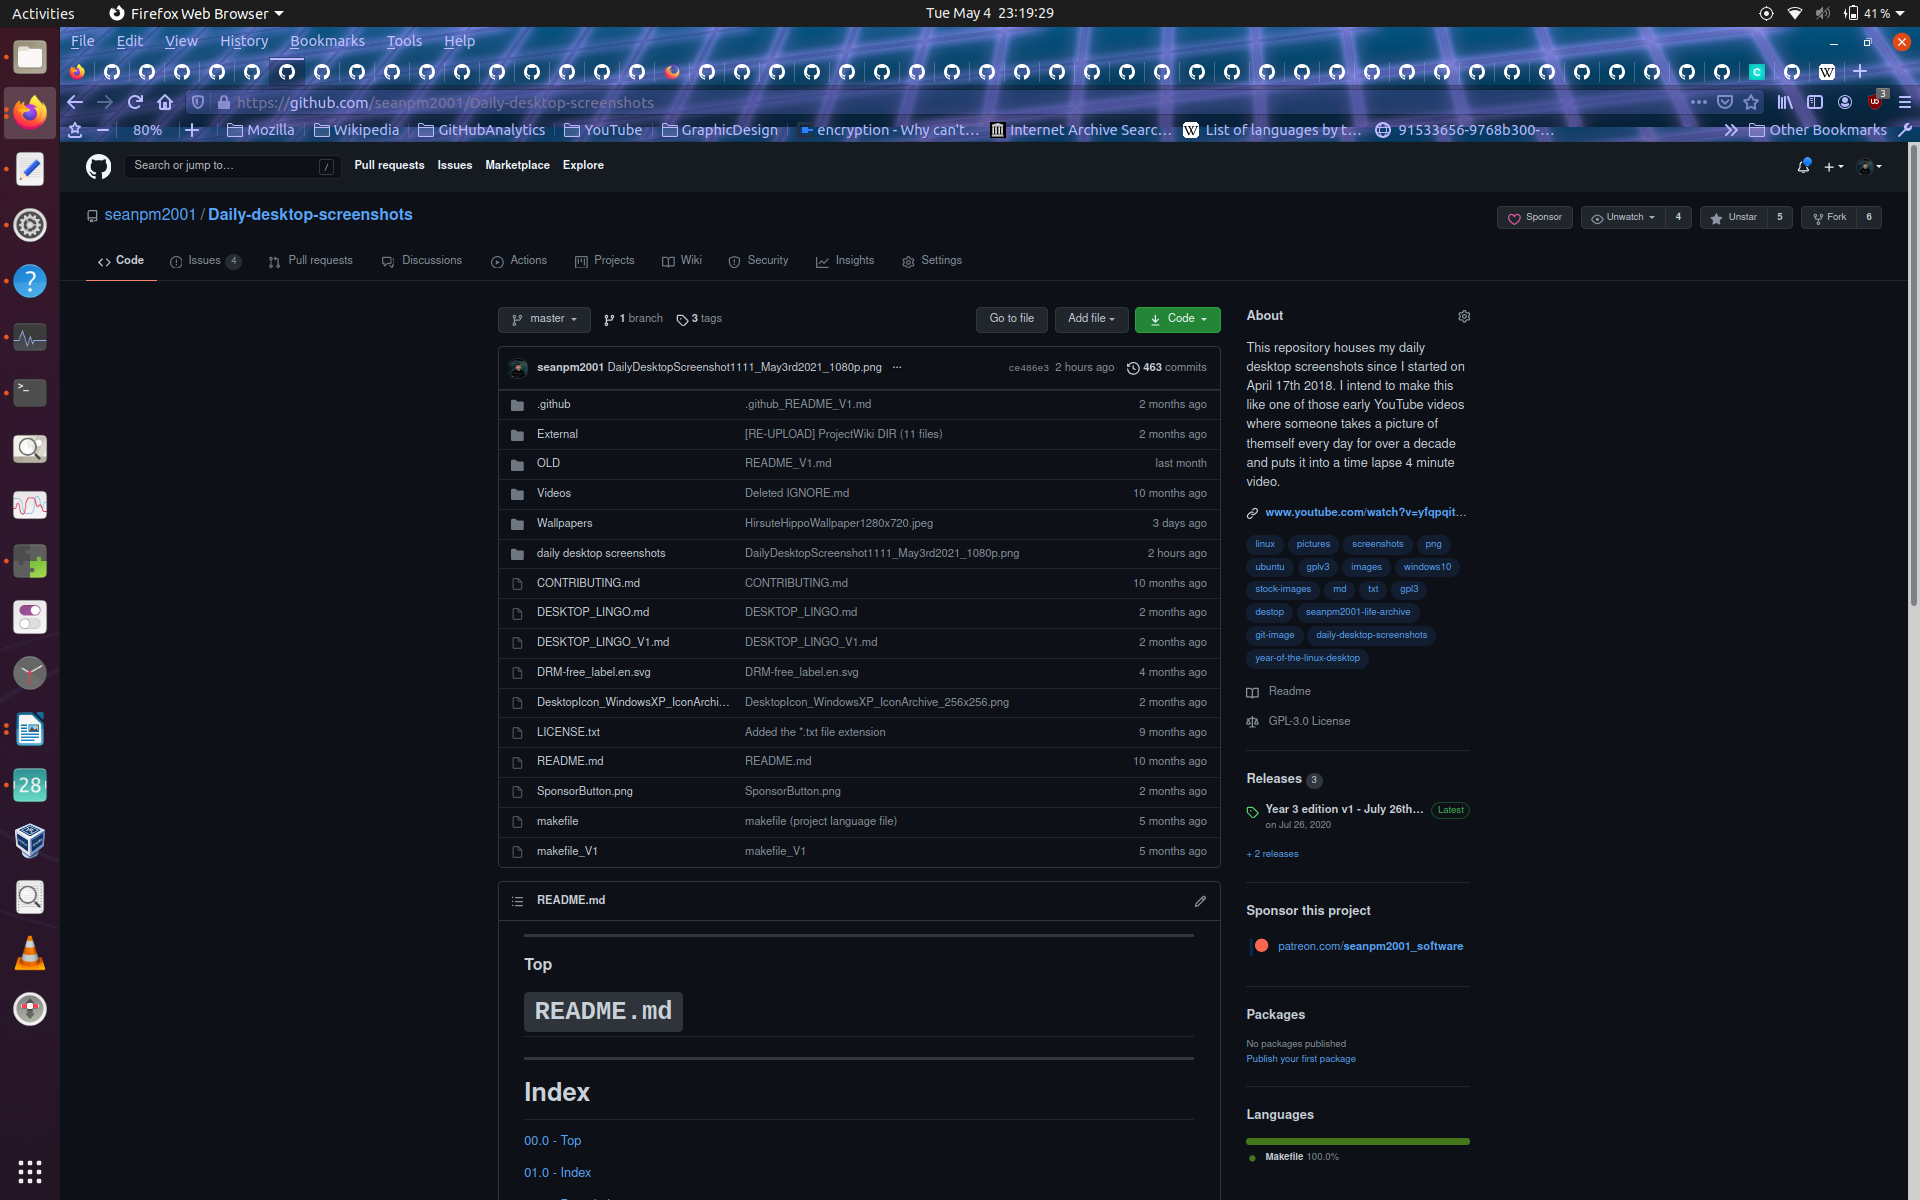 Activities Firefox Web Browser Tue May 4 23:19:29 41 %
File Edit View History Bookmarks Tools Help
https://github.com/seanpm2001/Daily-desktop-screenshots 3
80% Mozilla Wikipedia GitHubAnalytics YouTube GraphicDesign encryption - Why can't… Internet Archive Searc… List of languages by t… 91533656-9768b300-… Other Bookmarks
Search or jump to… / Pull requests Issues Marketplace Explore
seanpm2001 / Daily-desktop-screenshots Sponsor Unwatch 4 Unstar 5 Fork 6
Code Issues 4 Pull requests Discussions Actions Projects Wiki Security Insights Settings
master 1 branch 3 tags Go to file Add file Code
seanpm2001 DailyDesktopScreenshot1111_May3rd2021_1080p.png ··· ce486e3 2 hours ago 463 commits
.github .github_README_V1.md 2 months ago
External [RE-UPLOAD] ProjectWiki DIR (11 files) 2 months ago
OLD README_V1.md last month
Videos Deleted IGNORE.md 10 months ago
Wallpapers HirsuteHippoWallpaper1280x720.jpeg 3 days ago
daily desktop screenshots DailyDesktopScreenshot1111_May3rd2021_1080p.png 2 hours ago
CONTRIBUTING.md CONTRIBUTING.md 10 months ago
DESKTOP_LINGO.md DESKTOP_LINGO.md 2 months ago
DESKTOP_LINGO_V1.md DESKTOP_LINGO_V1.md 2 months ago
DRM-free_label.en.svg DRM-free_label.en.svg 4 months ago
DesktopIcon_WindowsXP_IconArchi… DesktopIcon_WindowsXP_IconArchive_256x256.png 2 months ago
LICENSE.txt Added the *.txt file extension 9 months ago
README.md README.md 10 months ago
SponsorButton.png SponsorButton.png 2 months ago
makefile makefile (project language file) 5 months ago
makefile_V1 makefile_V1 5 months ago
README.md
Top
README.md
Index
00.0 - Top
01.0 - Index
About
This repository houses my daily
desktop screenshots since I started on
April 17th 2018. I intend to make this
like one of those early YouTube videos
where someone takes a picture of
themself every day for over a decade
and puts it into a time lapse 4 minute
video.
www.youtube.com/watch?v=yfqpqit…
linux pictures screenshots png
ubuntu gplv3 images windows10
stock-images md txt gpl3
destop seanpm2001-life-archive
git-image daily-desktop-screenshots
year-of-the-linux-desktop
Readme
GPL-3.0 License
Releases 3
Year 3 edition v1 - July 26th… Latest
on Jul 26, 2020
+ 2 releases
Sponsor this project
patreon.com/seanpm2001_software
Packages
No packages published
Publish your first package
Languages
Makefile 100.0%
28